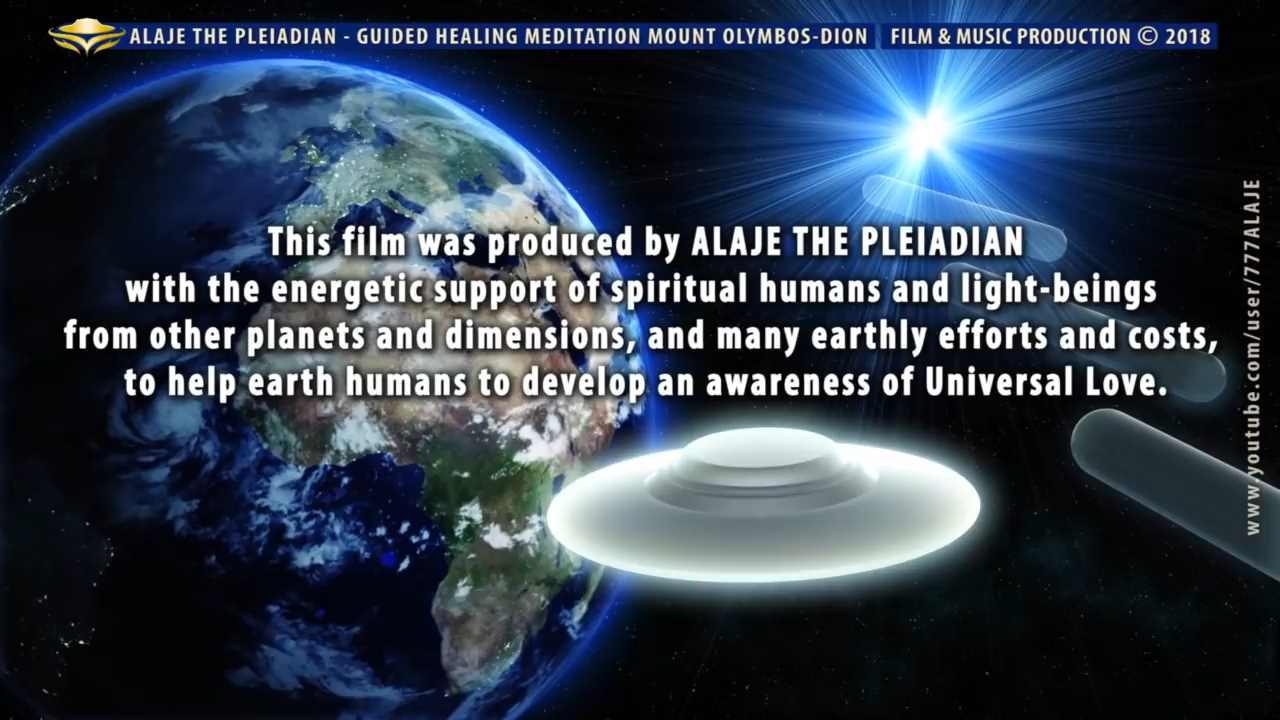 ALAJE THE PLEIADIAN - GUIDED HEALING MEDITATION MOUNT OLYMBOS-DION FILM & MUSIC PRODUCTION © 2018
This film was produced by ALAJE THE PLEIADIAN
with the energetic support of spiritual humans and light-beings
from other planets and dimensions, and many earthly efforts and costs,
to help earth humans to develop an awareness of Universal Love.
www.youtube.com/user/777ALAJE